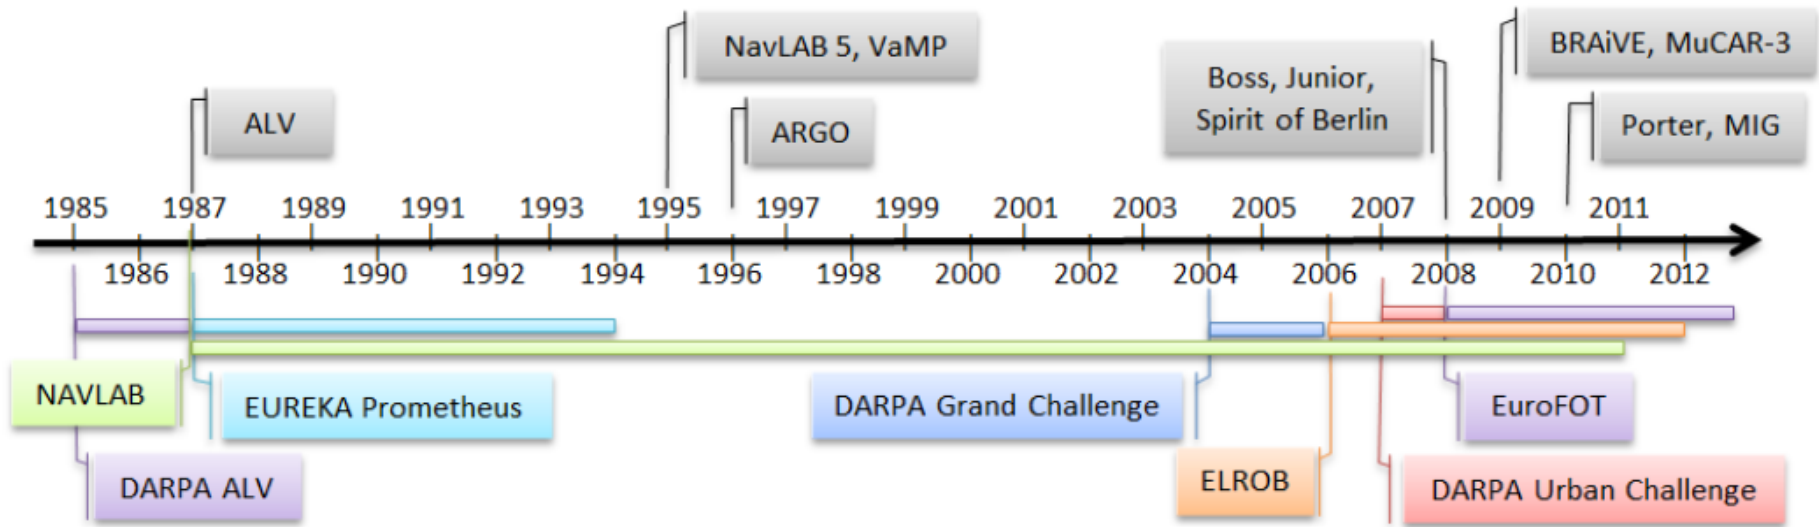 NavLAB 5, VaMP
BRAiVE, MuCAR-3
Boss, Junior,
Spirit of Berlin
ALV
ARGO
Porter, MIG
1985 1987 1989 1991 1993 1995 1997 1999 2001 2003 2005 2007 2009 2011
1986 1988 1990 1992 1994 1996 1998 2000 2002 2004 2006 2008 2010 2012
NAVLAB
EUREKA Prometheus
DARPA Grand Challenge
EuroFOT
DARPA ALV
ELROB
DARPA Urban Challenge